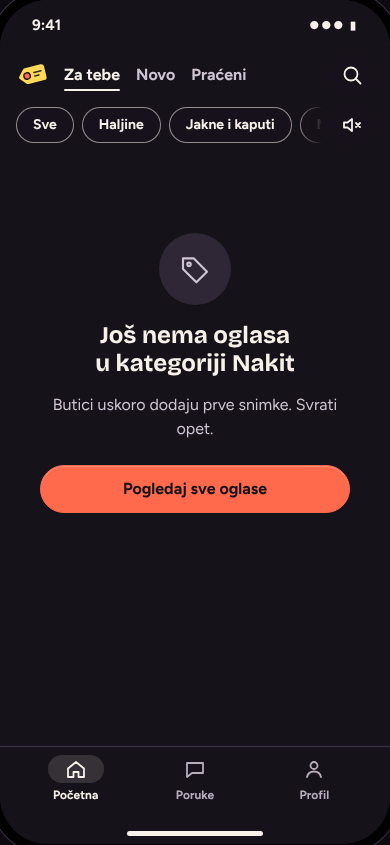 9:41
Za tebe Novo Praćeni
Sve Haljine Jakne i kaputi
Još nema oglasa
u kategoriji Nakit
Butici uskoro dodaju prve snimke. Svrati
opet.
Pogledaj sve oglase
Početna Poruke Profil